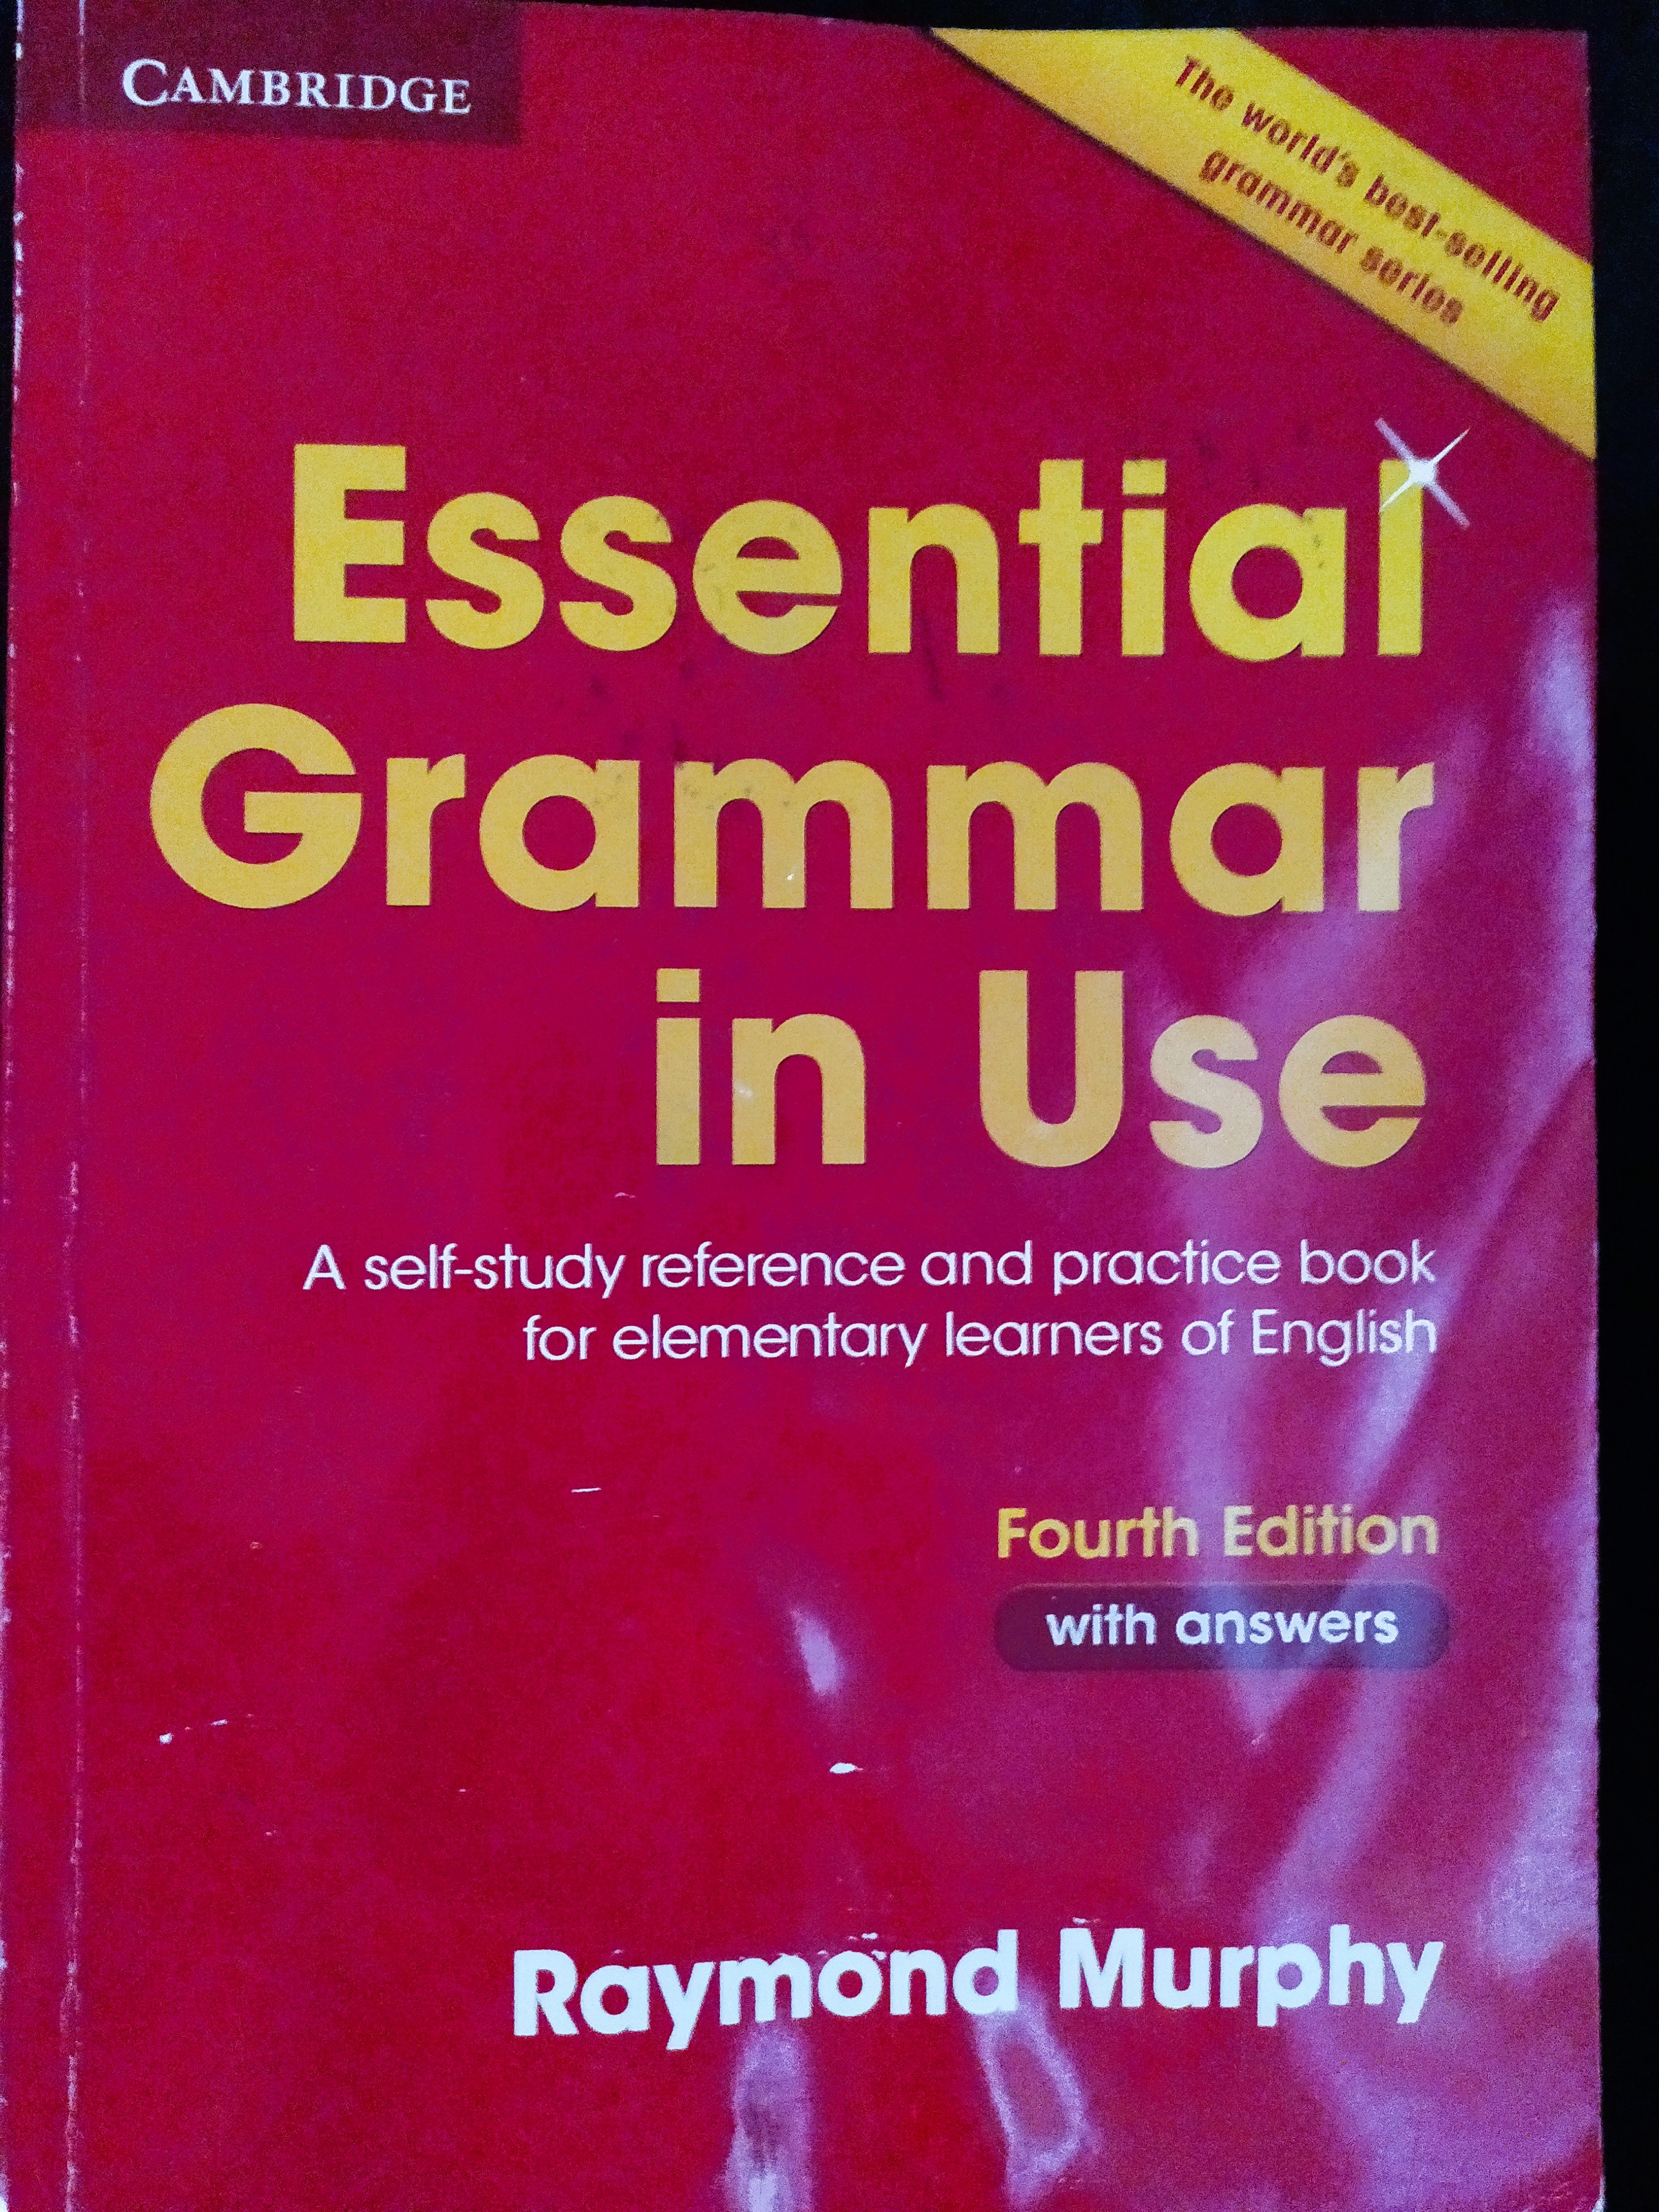 CAMBRIDGE
The world's best-selling
grammar series
Essential
Grammar
in Use
A self-study reference and practice book
for elementary learners of English
Fourth Edition
with answers
Raymond Murphy